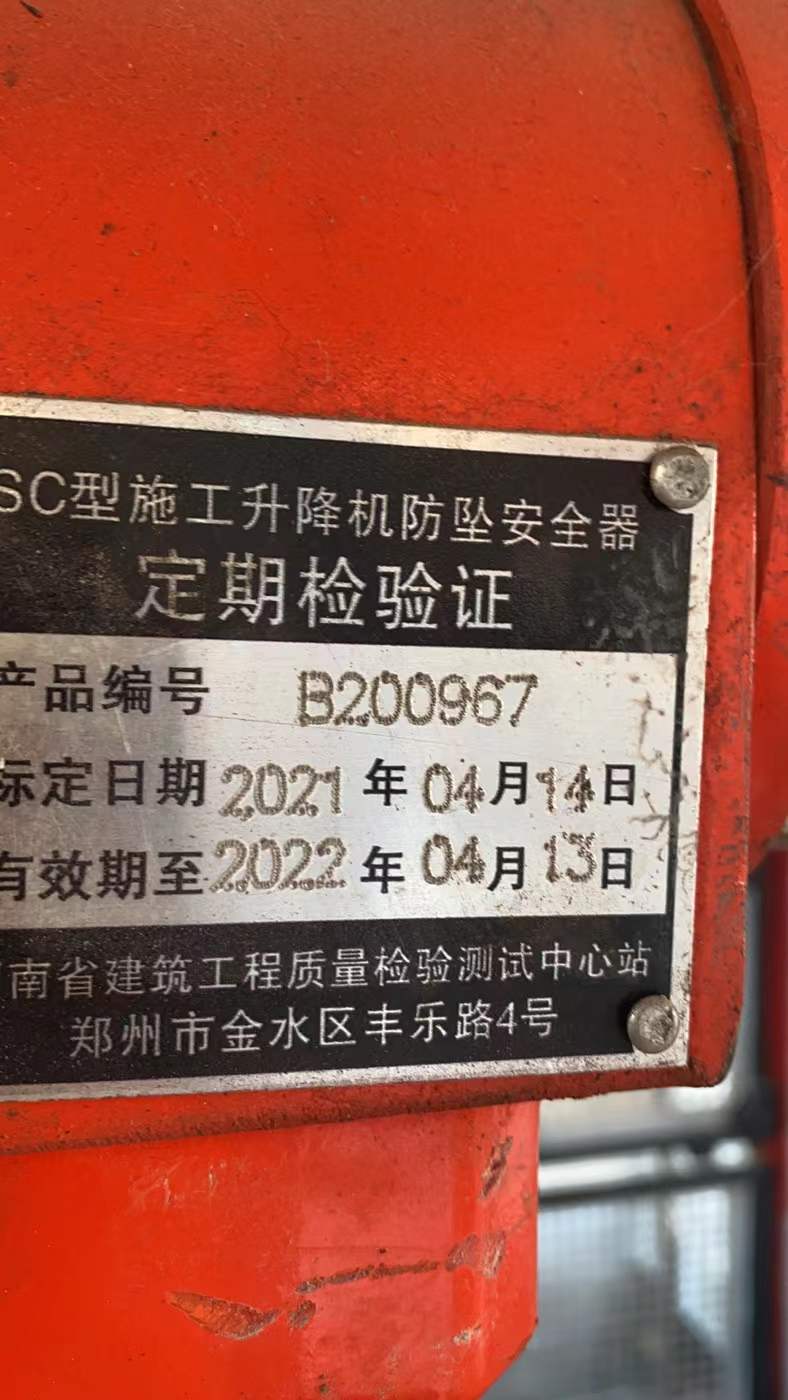 SC型施工升降机防坠安全器
定期检验证
产品编号 B200967
标定日期 2021 年 04 月 14 日
有效期至 2022 年 04 月 13 日
南省建筑工程质量检验测试中心站
郑州市金水区丰乐路4号